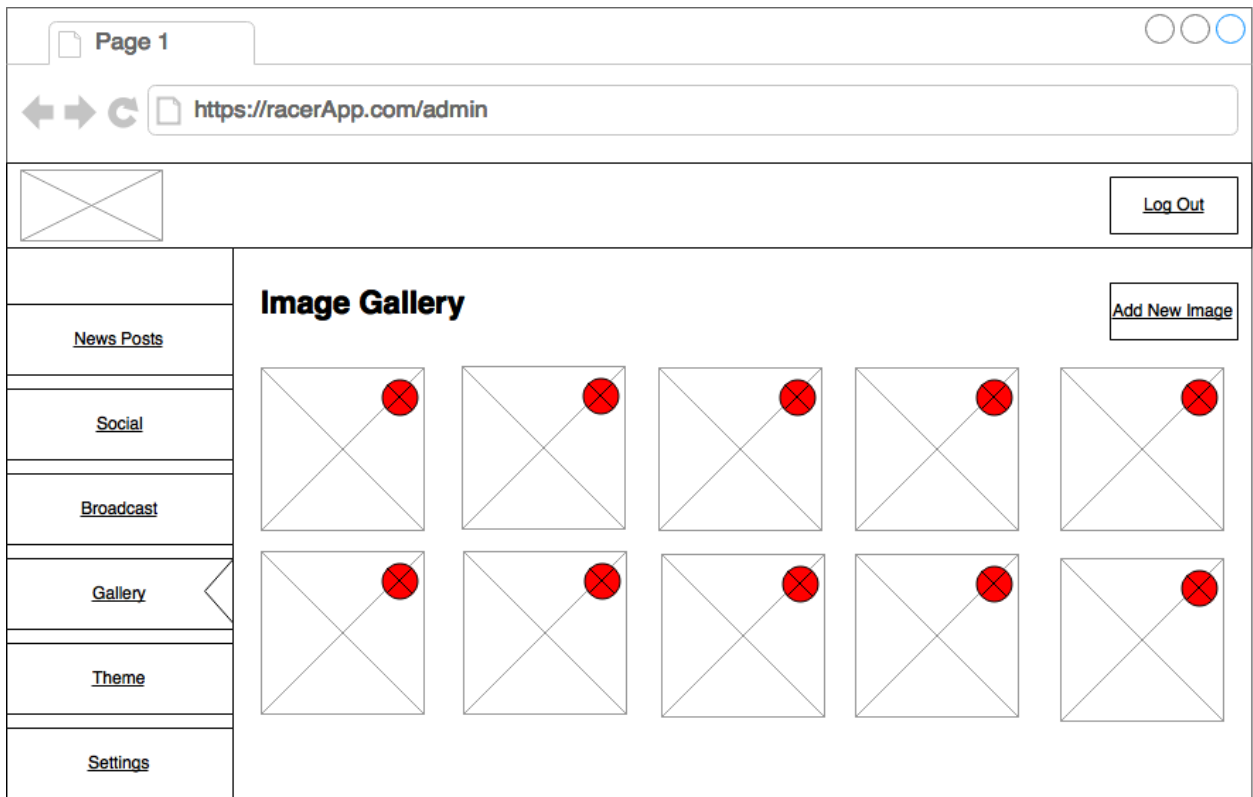 Page 1
https://racerApp.com/admin
Log Out
Image Gallery
Add New Image
News Posts
Social
Broadcast
Gallery
Theme
Settings